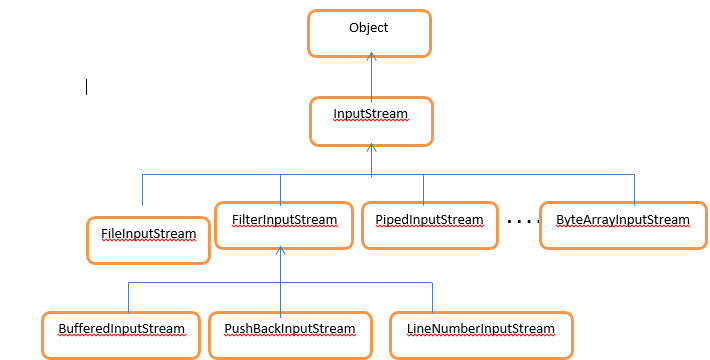 Object
InputStream
FileInputStream FilterInputStream PipedInputStream .... ByteArrayInputStream
BufferedInputStream PushBackInputStream LineNumberInputStream